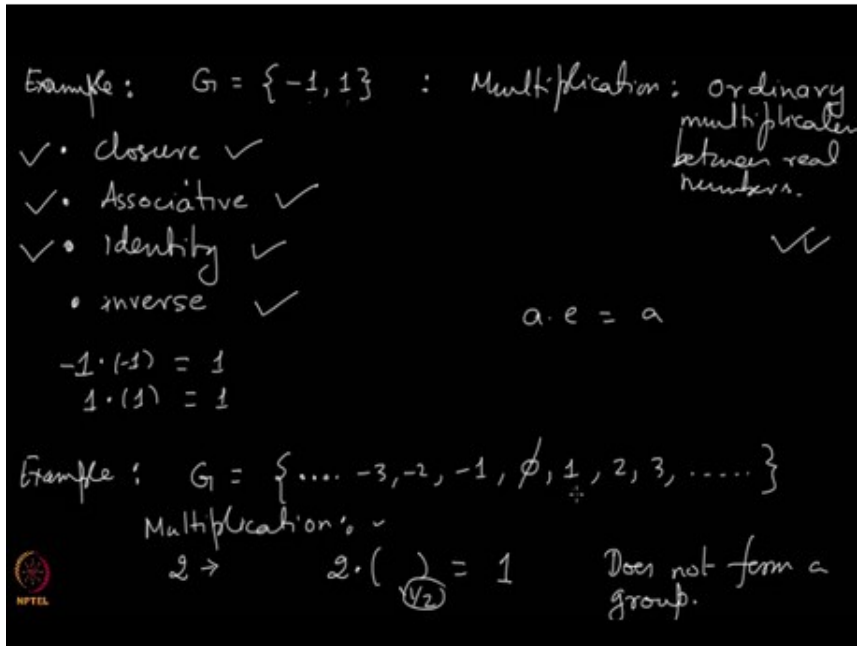 Example : G = {-1, 1} : Multiplication : ordinary
multiplication
between real
numbers.
✓ • closure ✓
✓ • Associative ✓
✓ • identity ✓
• inverse ✓
a. e = a
-1 • (-1) = 1
1 • (1) = 1
Example : G = {.... -3, -2, -1, 0̸, 1, 2, 3, ..... }
Multiplication :
2 → 2 • ( 1/2 ) = 1 Does not form a
group.
NPTEL